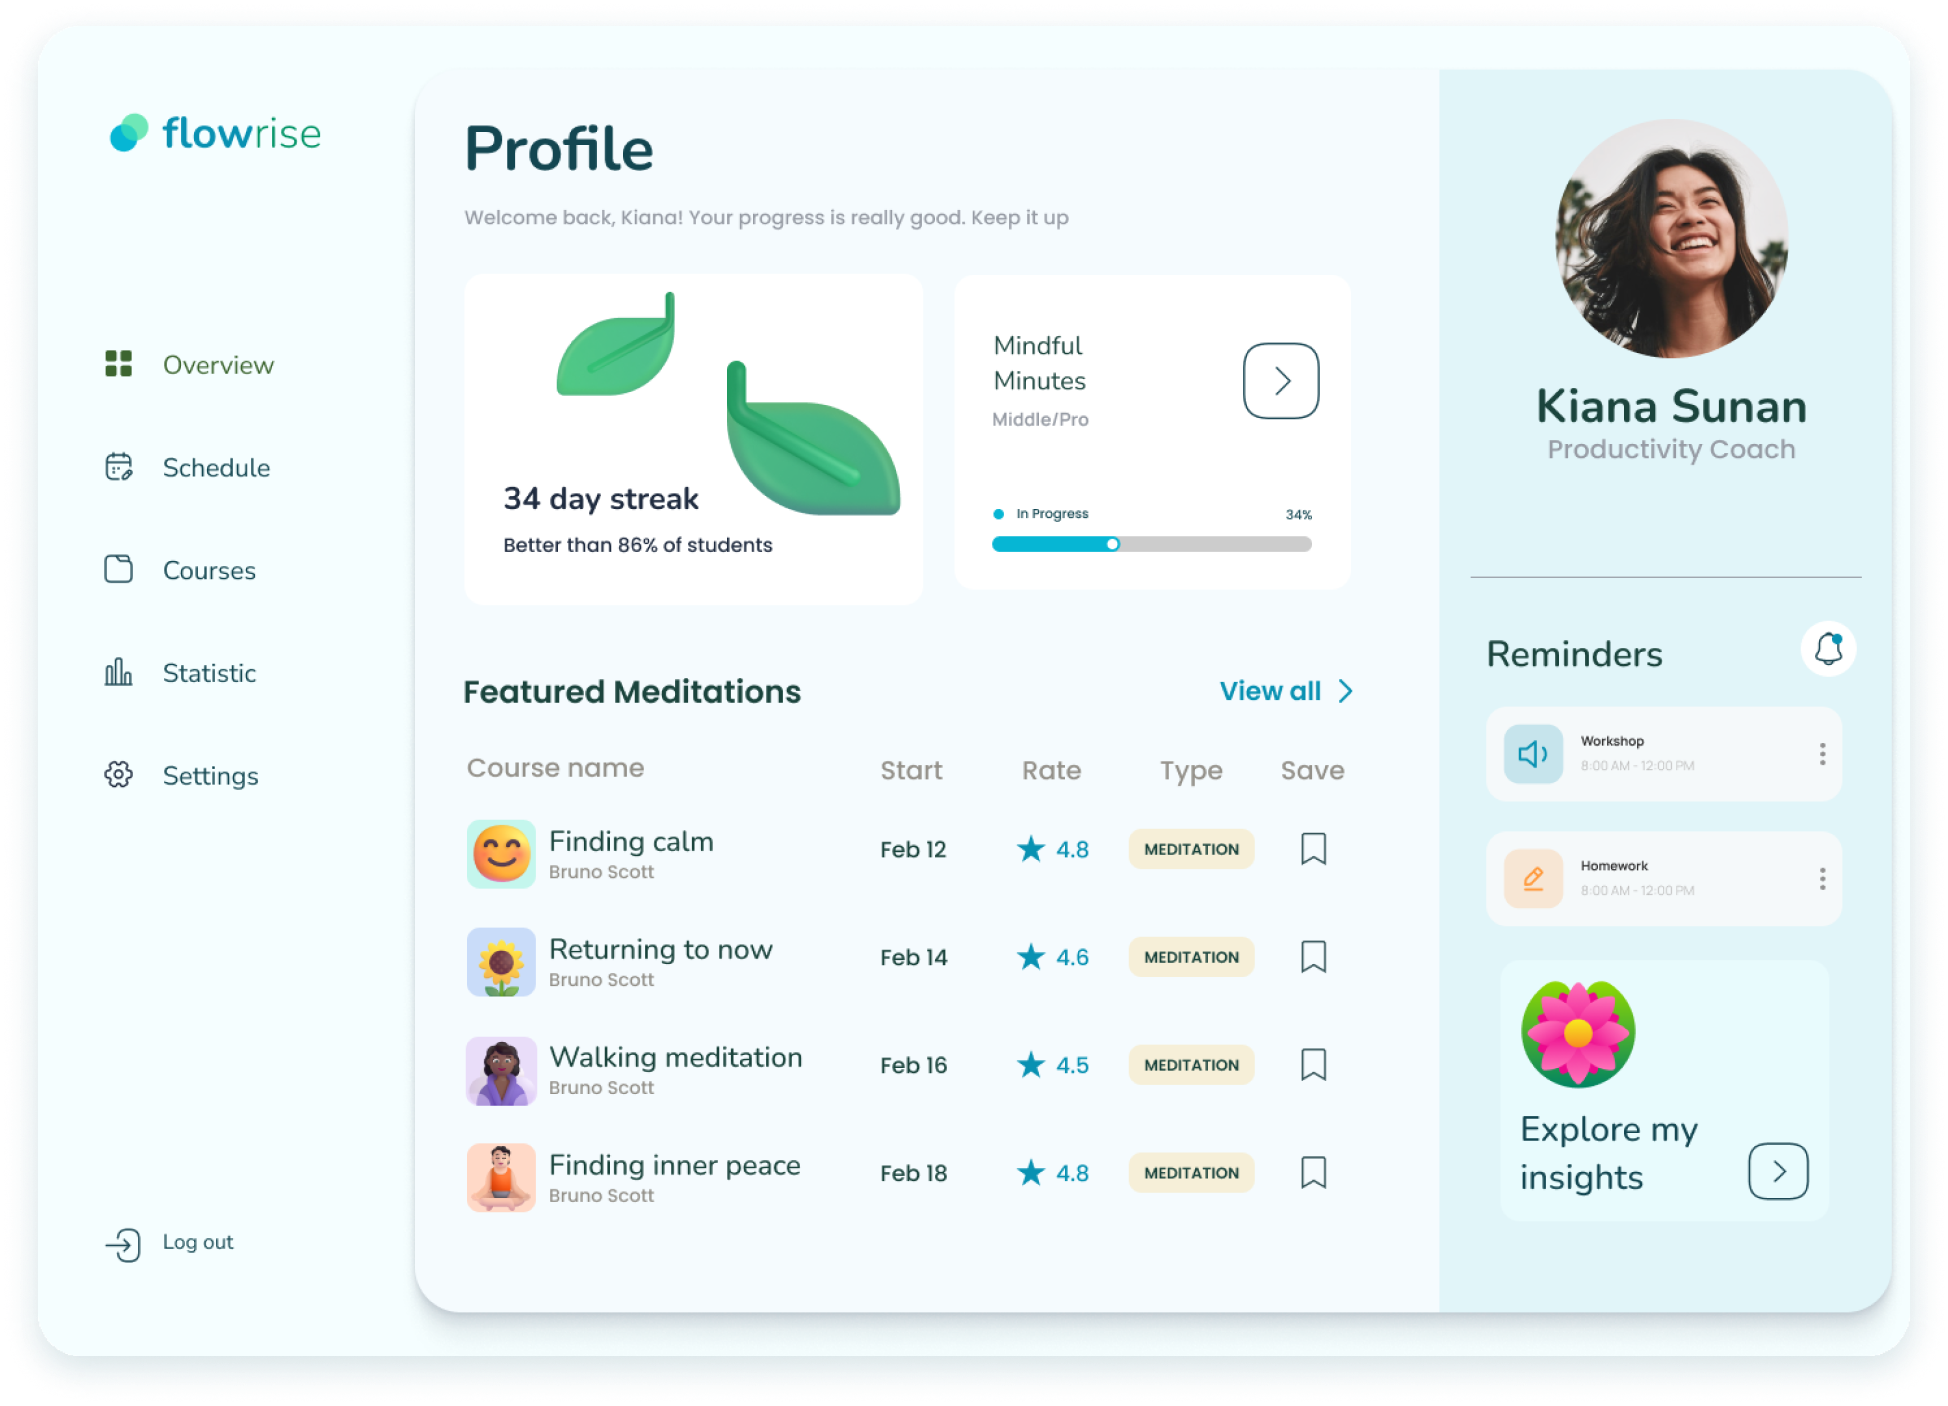 flowrise
Overview
Schedule
Courses
Statistic
Settings
Log out
Profile
Welcome back, Kiana! Your progress is really good. Keep it up
34 day streak
Better than 86% of students
Mindful
Minutes
Middle/Pro
In Progress 34%
Featured Meditations
View all
Course name Start Rate Type Save
Finding calm
Bruno Scott
Feb 12 4.8 MEDITATION
Returning to now
Bruno Scott
Feb 14 4.6 MEDITATION
Walking meditation
Bruno Scott
Feb 16 4.5 MEDITATION
Finding inner peace
Bruno Scott
Feb 18 4.8 MEDITATION
Kiana Sunan
Productivity Coach
Reminders
Workshop
8:00 AM - 12:00 PM
Homework
8:00 AM - 12:00 PM
Explore my
insights